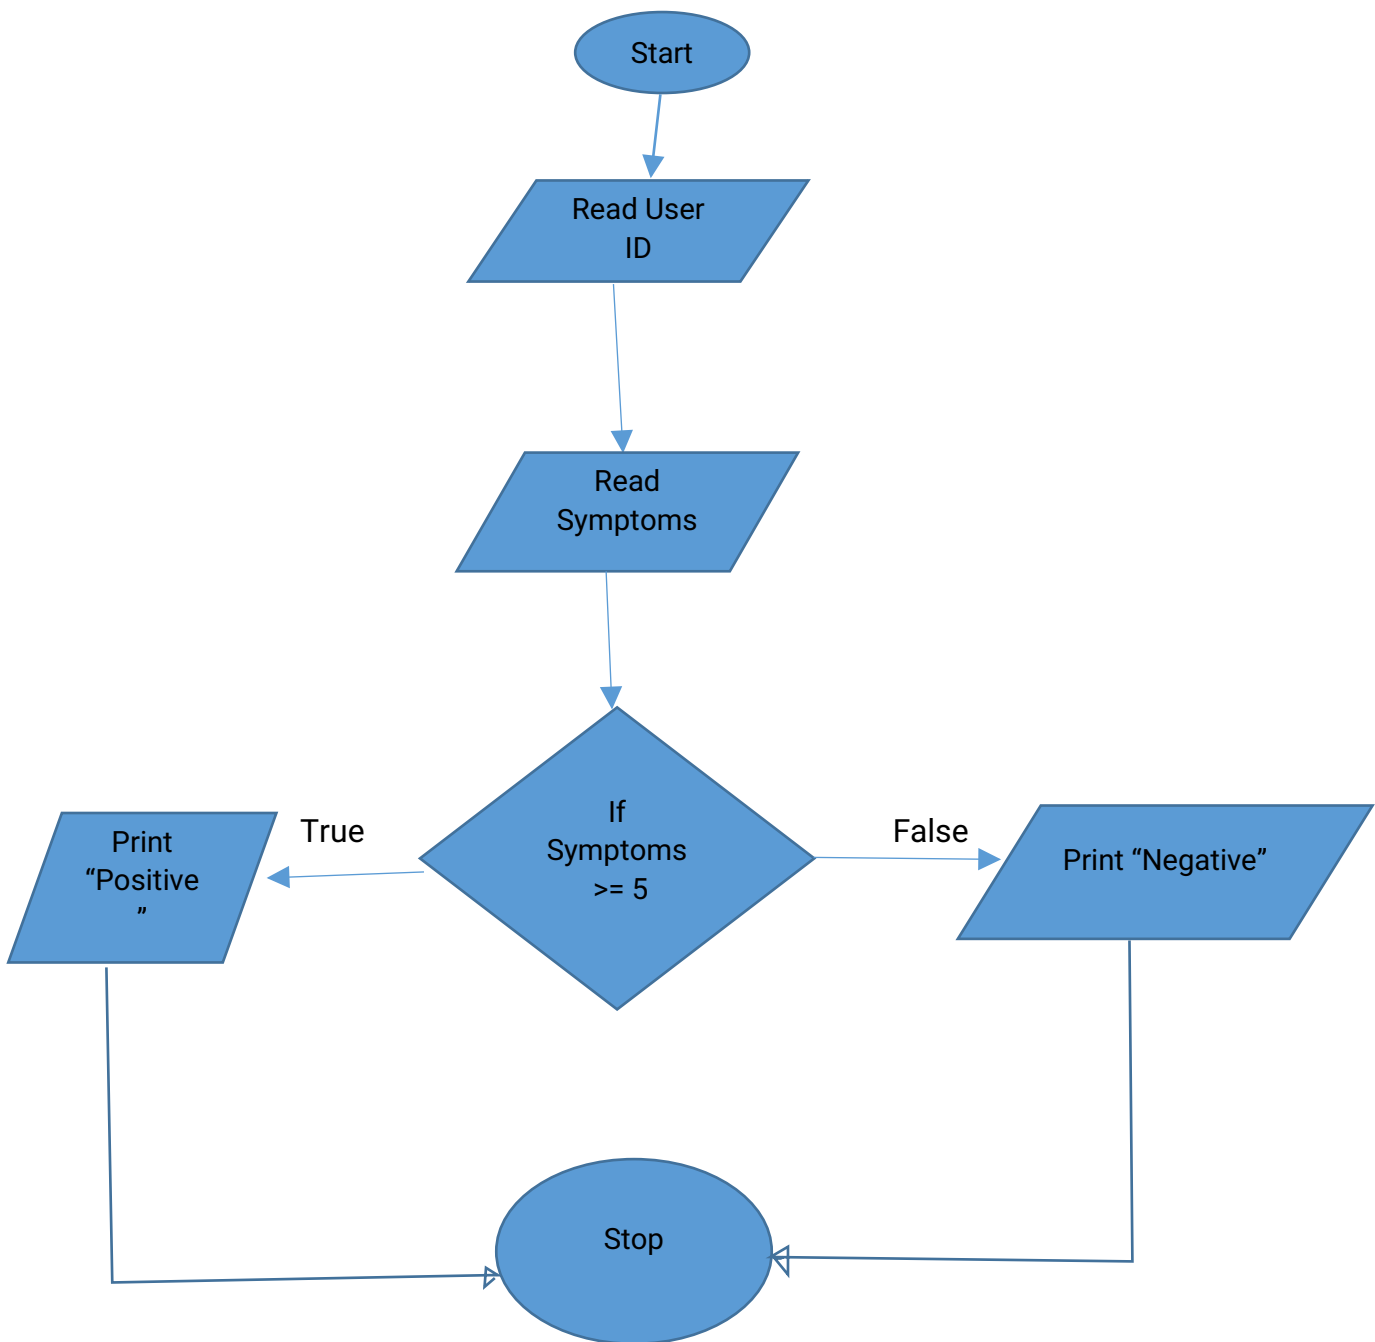 Start
Read User
ID
Read
Symptoms
If
Symptoms
>= 5
True
False
Print
“Positive
”
Print “Negative”
Stop